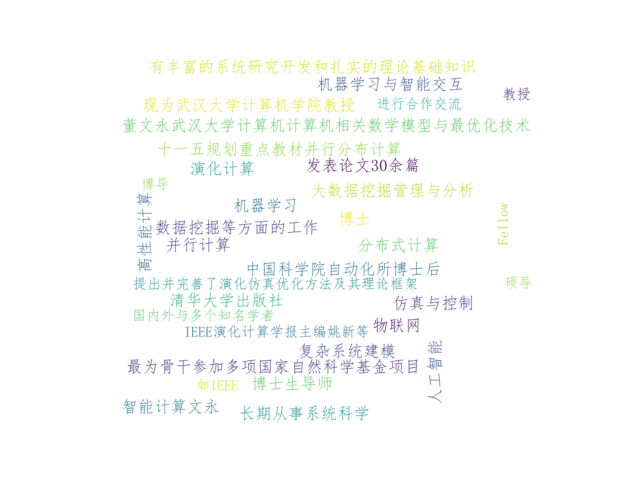 有丰富的系统研究开发和扎实的理论基础知识
机器学习与智能交互
教授
现为武汉大学计算机学院教授
进行合作交流
董文永武汉大学计算机计算机相关数学模型与最优化技术
十一五规划重点教材并行分布计算
演化计算
发表论文30余篇
博导
大数据挖掘管理与分析
高性能计算
机器学习
博士
Fellow
数据挖掘等方面的工作
并行计算
分布式计算
中国科学院自动化所博士后
提出并完善了演化仿真优化方法及其理论框架
硕导
清华大学出版社
仿真与控制
国内外与多个知名学者
IEEE演化计算学报主编姚新等
物联网
复杂系统建模
人工智能
最为骨干参加多项国家自然科学基金项目
如IEEE
博士生导师
智能计算文永
长期从事系统科学